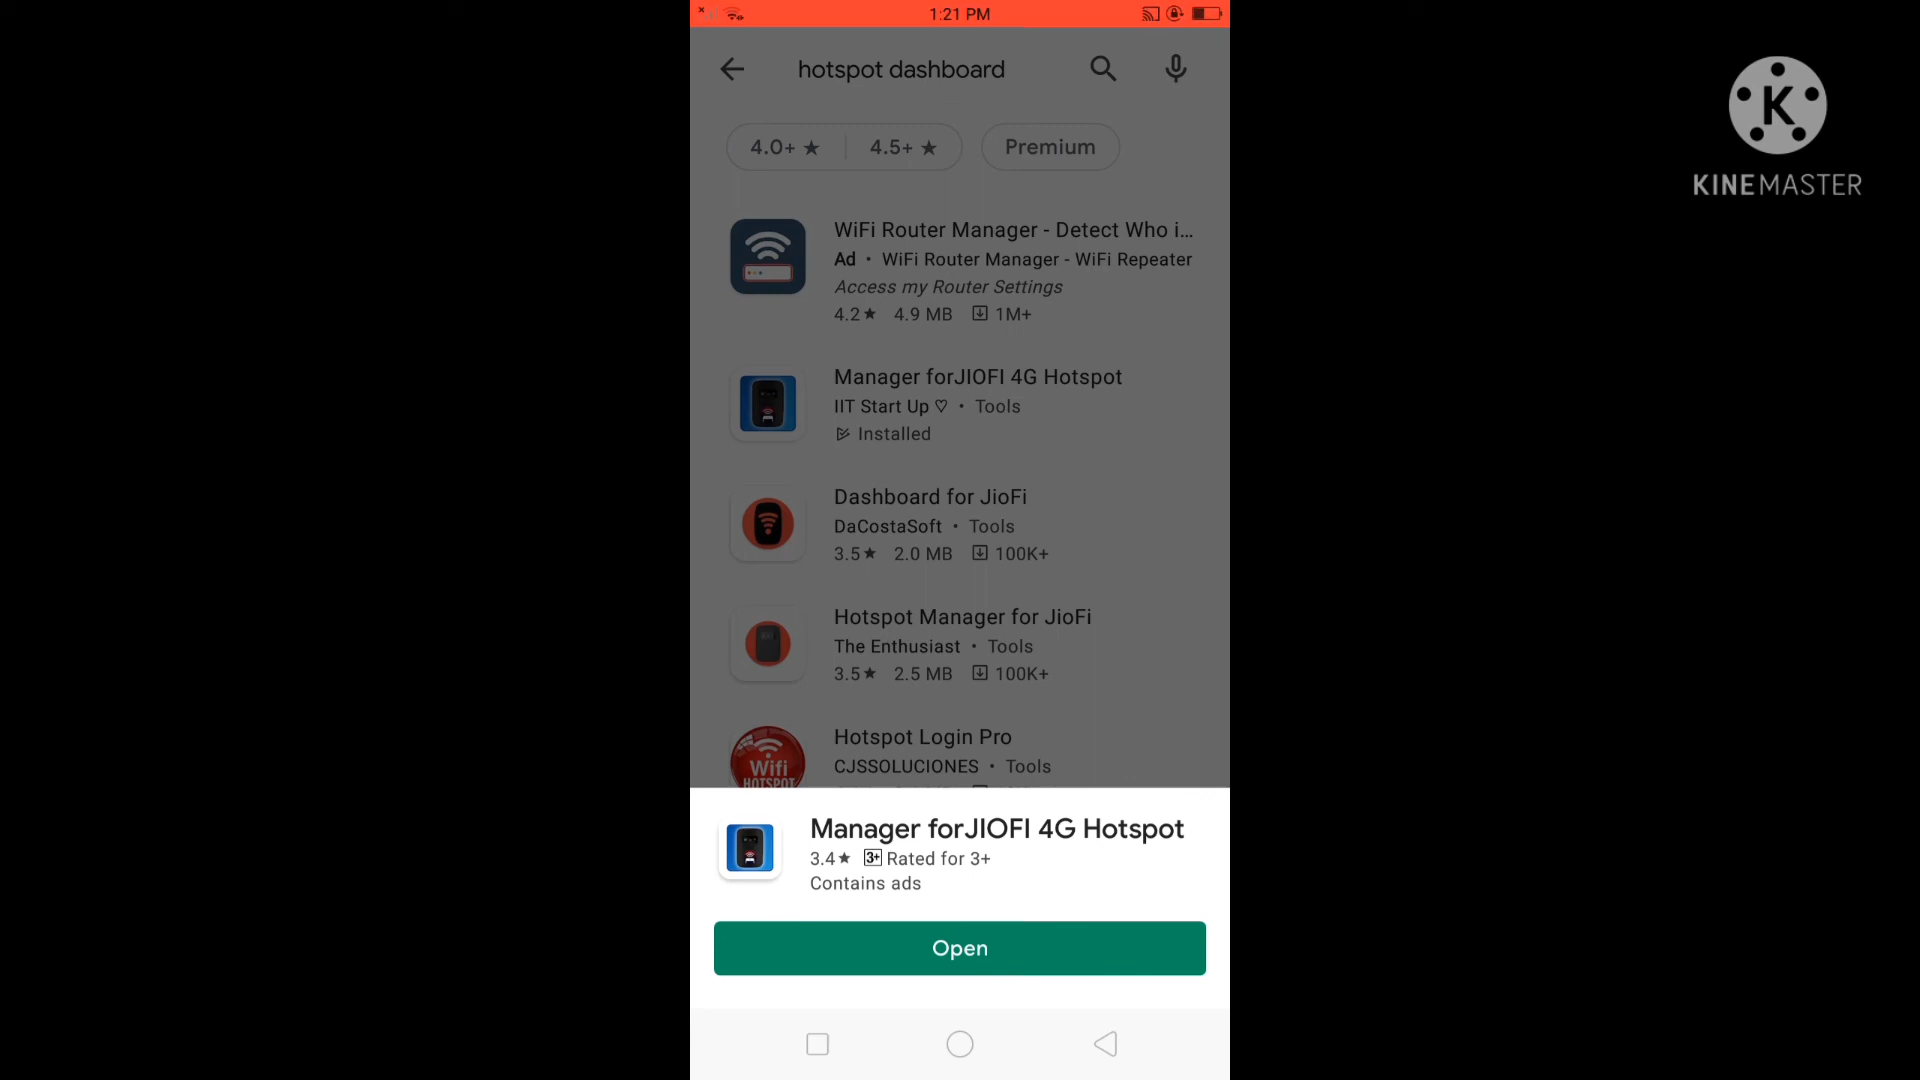 1:21 PM
hotspot dashboard
4.0+ ★ 4.5+ ★ Premium
K
KINEMASTER
WiFi Router Manager - Detect Who i...
Ad • WiFi Router Manager - WiFi Repeater
Access my Router Settings
4.2★ 4.9 MB 1M+
Manager forJIOFI 4G Hotspot
IIT Start Up ♡ • Tools
Installed
Dashboard for JioFi
DaCostaSoft • Tools
3.5★ 2.0 MB 100K+
Hotspot Manager for JioFi
The Enthusiast • Tools
3.5★ 2.5 MB 100K+
Wifi
HOTSPOT
Hotspot Login Pro
CJSSOLUCIONES • Tools
Manager forJIOFI 4G Hotspot
3.4★ 3+ Rated for 3+
Contains ads
Open